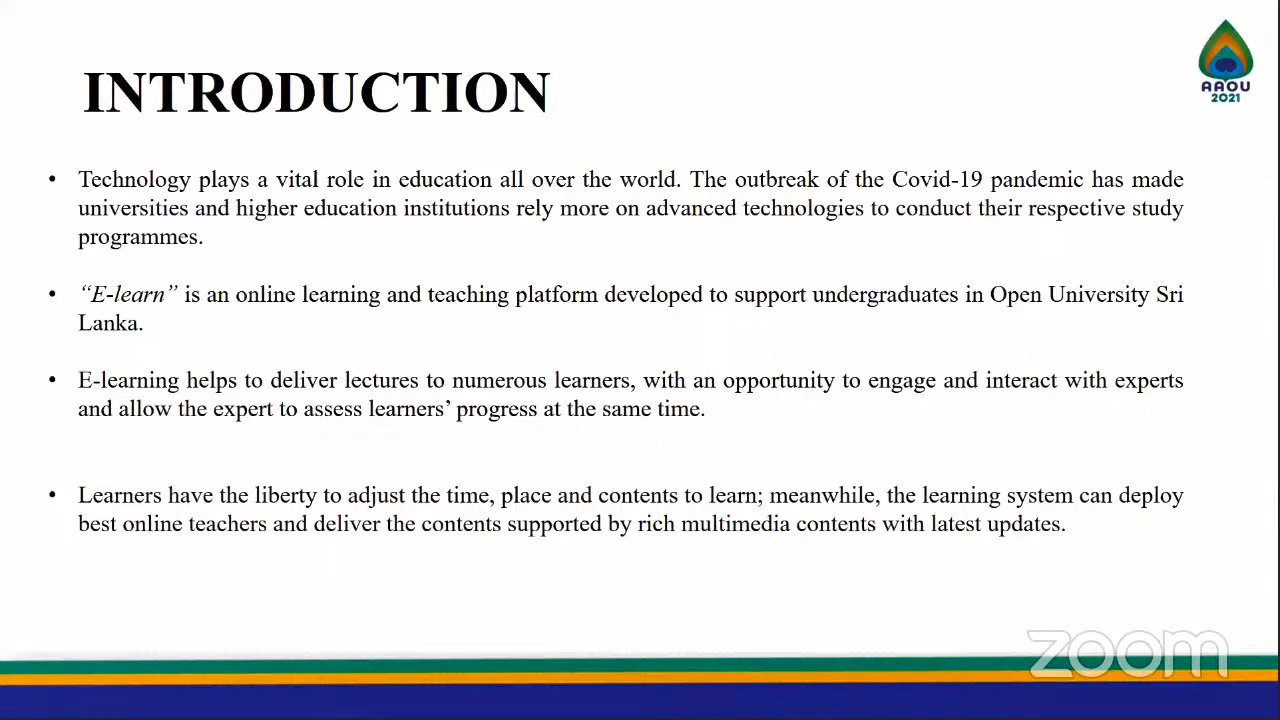 INTRODUCTION
AAOU
2021
• Technology plays a vital role in education all over the world. The outbreak of the Covid-19 pandemic has made
universities and higher education institutions rely more on advanced technologies to conduct their respective study
programmes.
• “E-learn” is an online learning and teaching platform developed to support undergraduates in Open University Sri
Lanka.
• E-learning helps to deliver lectures to numerous learners, with an opportunity to engage and interact with experts
and allow the expert to assess learners’ progress at the same time.
• Learners have the liberty to adjust the time, place and contents to learn; meanwhile, the learning system can deploy
best online teachers and deliver the contents supported by rich multimedia contents with latest updates.
zoom